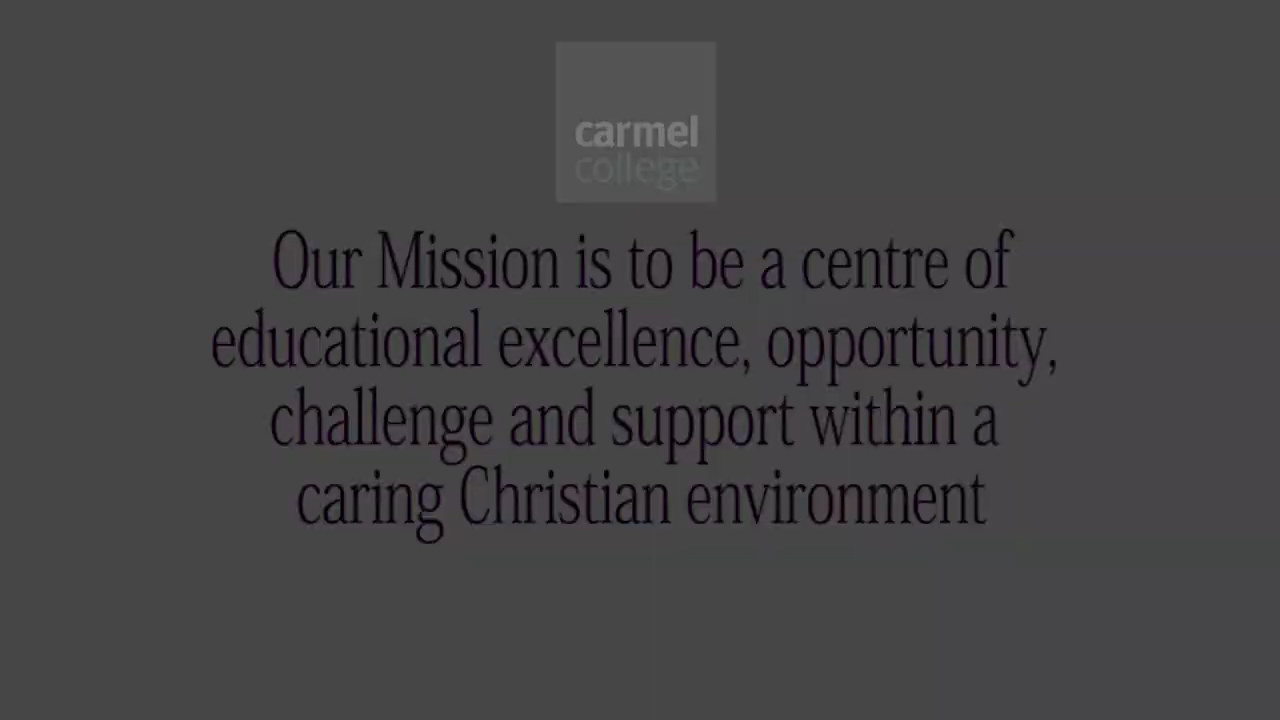 carmel
college
Our Mission is to be a centre of
educational excellence, opportunity,
challenge and support within a
caring Christian environment